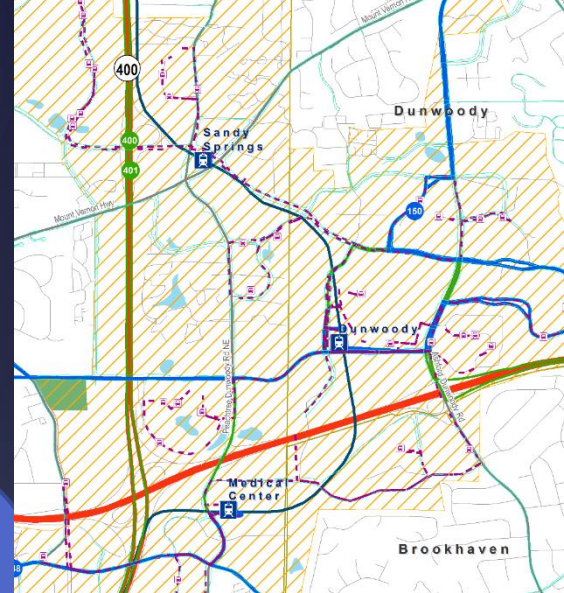 Mount Vernon H
400
Dunwoody
400
Sandy
Springs
401
Mount Vernon Hwy
150
Dunwoody
Peachtree Dunwoody Rd NE
Ashford Dunwoody Rd
Medical
Center
Brookhaven
48